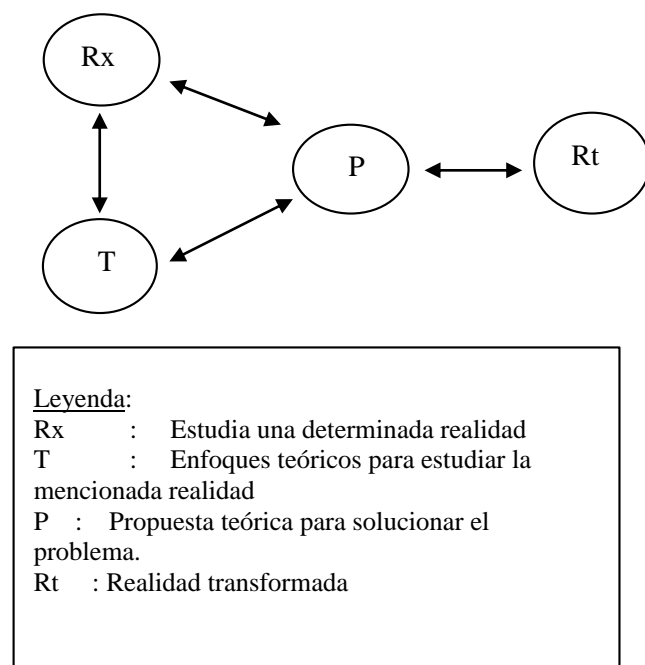 Rx
P
Rt
T
Leyenda:
Rx : Estudia una determinada realidad
T : Enfoques teóricos para estudiar la
mencionada realidad
P : Propuesta teórica para solucionar el
problema.
Rt : Realidad transformada